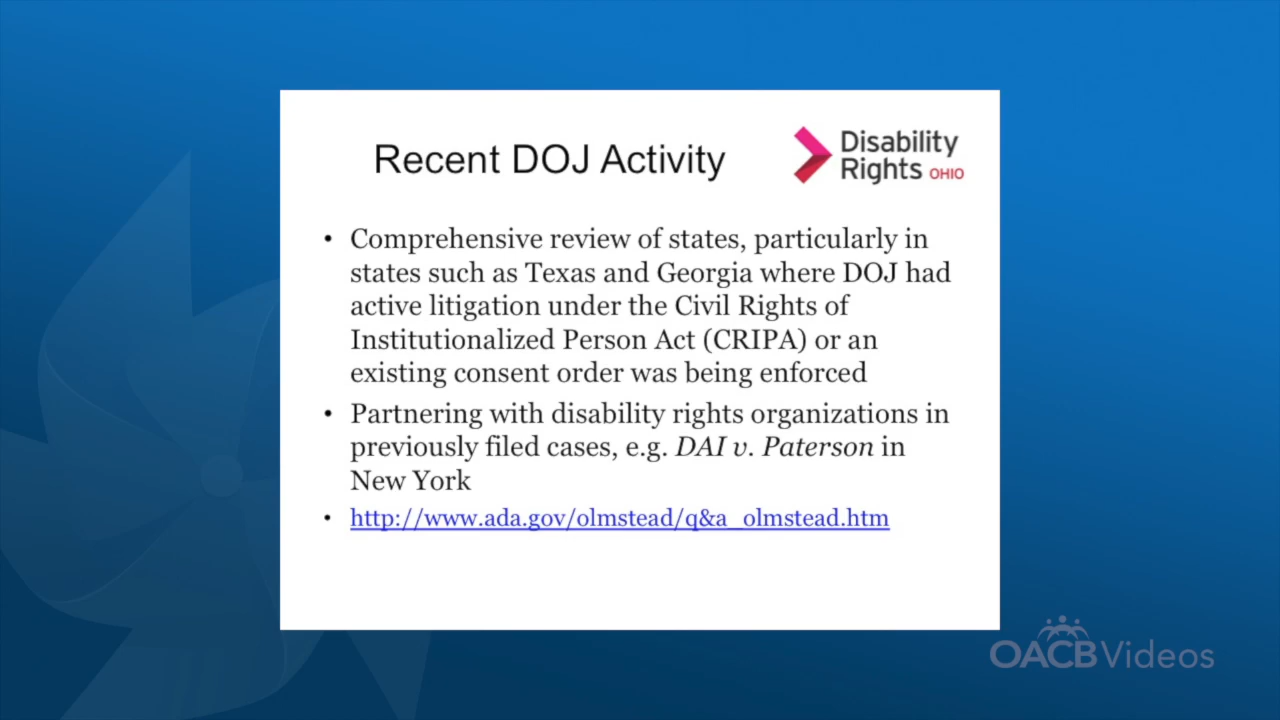 Recent DOJ Activity
Disability
Rights OHIO
• Comprehensive review of states, particularly in
states such as Texas and Georgia where DOJ had
active litigation under the Civil Rights of
Institutionalized Person Act (CRIPA) or an
existing consent order was being enforced
• Partnering with disability rights organizations in
previously filed cases, e.g. DAI v. Paterson in
New York
• http://www.ada.gov/olmstead/q&a_olmstead.htm
OACBVideos